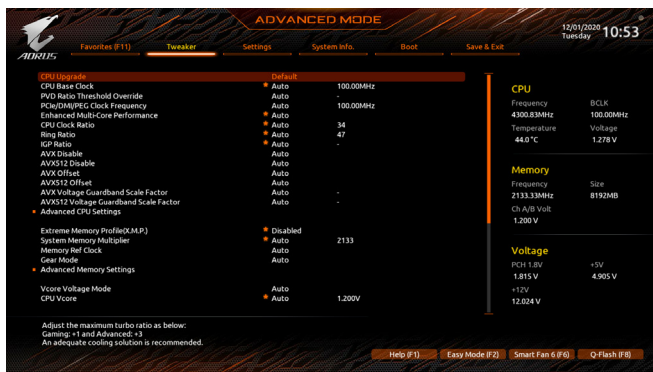 ADVANCED MODE
12/01/2020 Tuesday 10:53
AORUS
Favorites (F11) Tweaker Settings System Info. Boot Save & Exit
CPU Upgrade Default
CPU Base Clock Auto 100.00MHz
PVD Ratio Threshold Override Auto -
PCIe/DMI/PEG Clock Frequency Auto 100.00MHz
Enhanced Multi-Core Performance Auto
CPU Clock Ratio Auto 34
Ring Ratio Auto 47
IGP Ratio Auto -
AVX Disable Auto
AVX512 Disable Auto
AVX Offset Auto
AVX512 Offset Auto
AVX Voltage Guardband Scale Factor Auto -
AVX512 Voltage Guardband Scale Factor Auto -
Advanced CPU Settings
Extreme Memory Profile(X.M.P.) Disabled
System Memory Multiplier Auto 2133
Memory Ref Clock Auto
Gear Mode Auto
Advanced Memory Settings
Vcore Voltage Mode Auto
CPU Vcore Auto 1.200V
Adjust the maximum turbo ratio as below:
Gaming: +1 and Advanced: +3
An adequate cooling solution is recommended.
CPU
Frequency BCLK
4300.83MHz 100.00MHz
Temperature Voltage
44.0 °C 1.278 V
Memory
Frequency Size
2133.33MHz 8192MB
Ch A/B Volt
1.200 V
Voltage
PCH 1.8V +5V
1.815 V 4.905 V
+12V
12.024 V
Help (F1) Easy Mode (F2) Smart Fan 6 (F6) Q-Flash (F8)